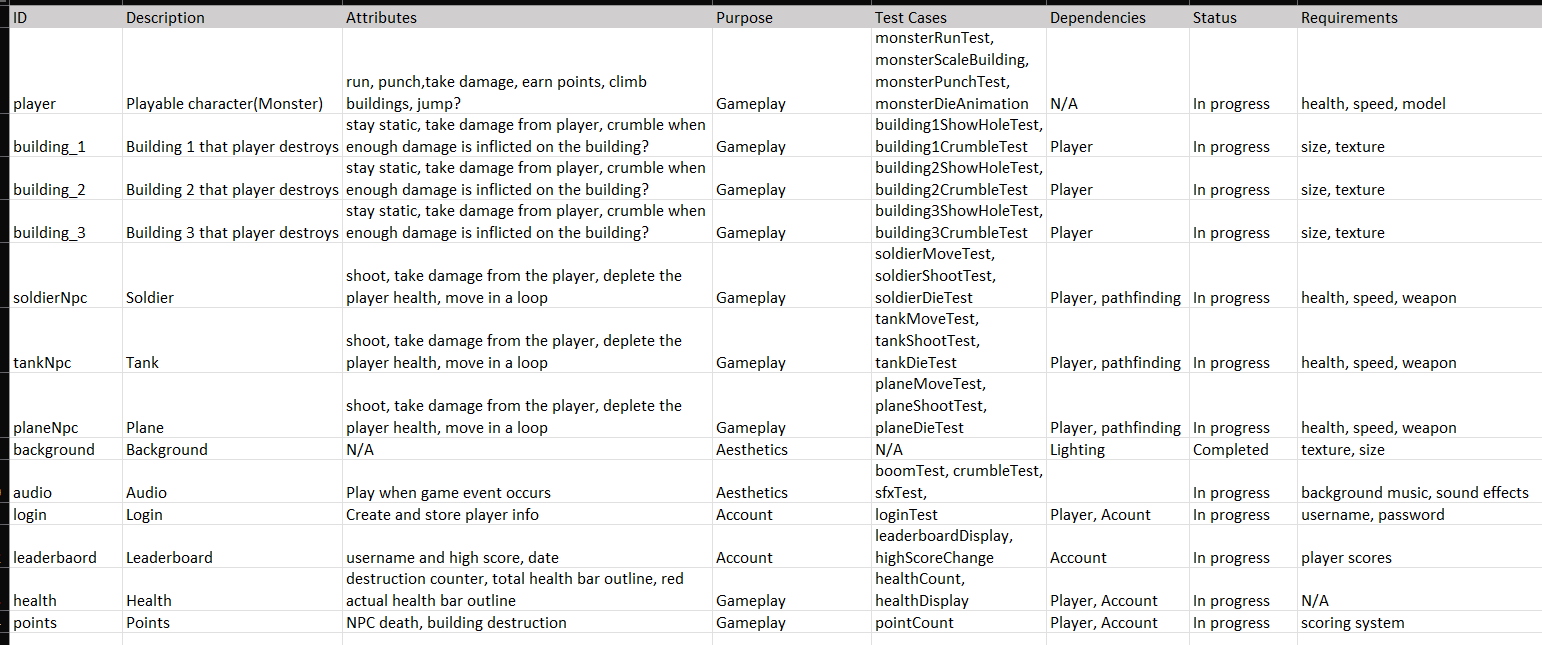 ID Description Attributes Purpose Test Cases Dependencies Status Requirements
monsterRunTest,
monsterScaleBuilding,
run, punch,take damage, earn points, climb monsterPunchTest,
player Playable character(Monster) buildings, jump? Gameplay monsterDieAnimation N/A In progress health, speed, model
stay static, take damage from player, crumble when building1ShowHoleTest,
building_1 Building 1 that player destroys enough damage is inflicted on the building? Gameplay building1CrumbleTest Player In progress size, texture
stay static, take damage from player, crumble when building2ShowHoleTest,
building_2 Building 2 that player destroys enough damage is inflicted on the building? Gameplay building2CrumbleTest Player In progress size, texture
stay static, take damage from player, crumble when building3ShowHoleTest,
building_3 Building 3 that player destroys enough damage is inflicted on the building? Gameplay building3CrumbleTest Player In progress size, texture
soldierMoveTest,
shoot, take damage from the player, deplete the soldierShootTest,
soldierNpc Soldier player health, move in a loop Gameplay soldierDieTest Player, pathfinding In progress health, speed, weapon
tankMoveTest,
shoot, take damage from the player, deplete the tankShootTest,
tankNpc Tank player health, move in a loop Gameplay tankDieTest Player, pathfinding In progress health, speed, weapon
planeMoveTest,
shoot, take damage from the player, deplete the planeShootTest,
planeNpc Plane player health, move in a loop Gameplay planeDieTest Player, pathfinding In progress health, speed, weapon
background Background N/A Aesthetics N/A Lighting Completed texture, size
boomTest, crumbleTest,
audio Audio Play when game event occurs Aesthetics sfxTest, In progress background music, sound effects
login Login Create and store player info Account loginTest Player, Acount In progress username, password
leaderboardDisplay,
leaderbaord Leaderboard username and high score, date Account highScoreChange Account In progress player scores
destruction counter, total health bar outline, red healthCount,
health Health actual health bar outline Gameplay healthDisplay Player, Account In progress N/A
points Points NPC death, building destruction Gameplay pointCount Player, Account In progress scoring system